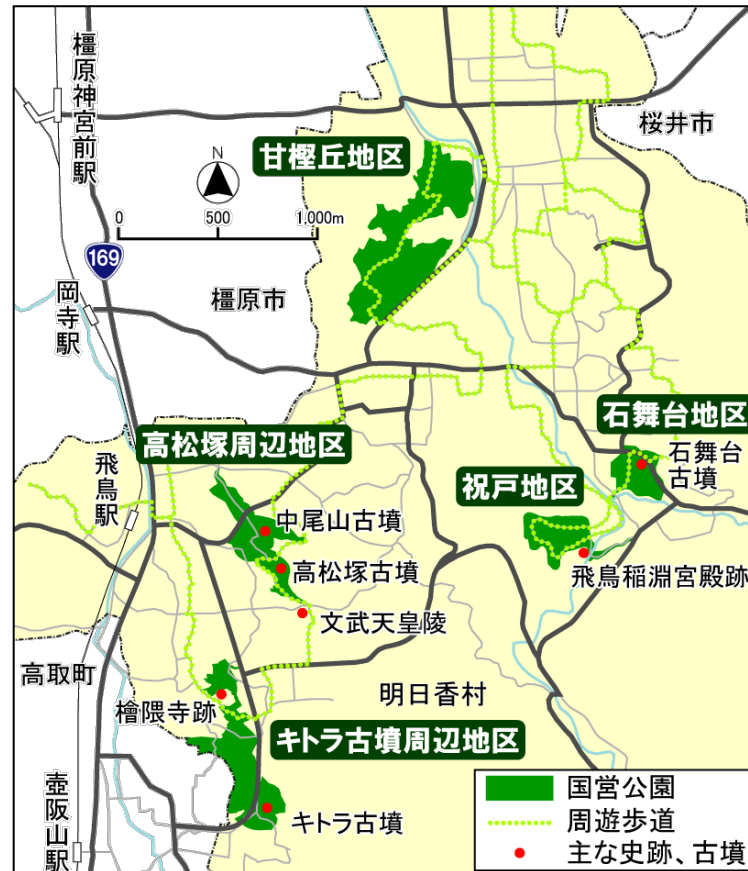 橿原神宮前駅
桜井市
甘樫丘地区
N
0 500 1,000m
169
橿原市
岡寺駅
石舞台地区
高松塚周辺地区
石舞台
古墳
祝戸地区
飛鳥駅
中尾山古墳
高松塚古墳
飛鳥稲淵宮殿跡
文武天皇陵
高取町
檜隈寺跡
明日香村
キトラ古墳周辺地区
壺阪山駅
キトラ古墳
国営公園
周遊歩道
主な史跡、古墳